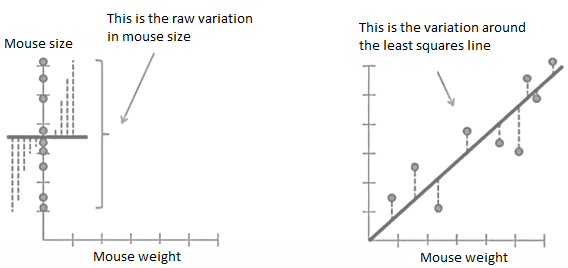 This is the raw variation
in mouse size
Mouse size
Mouse weight
This is the variation around
the least squares line
Mouse weight